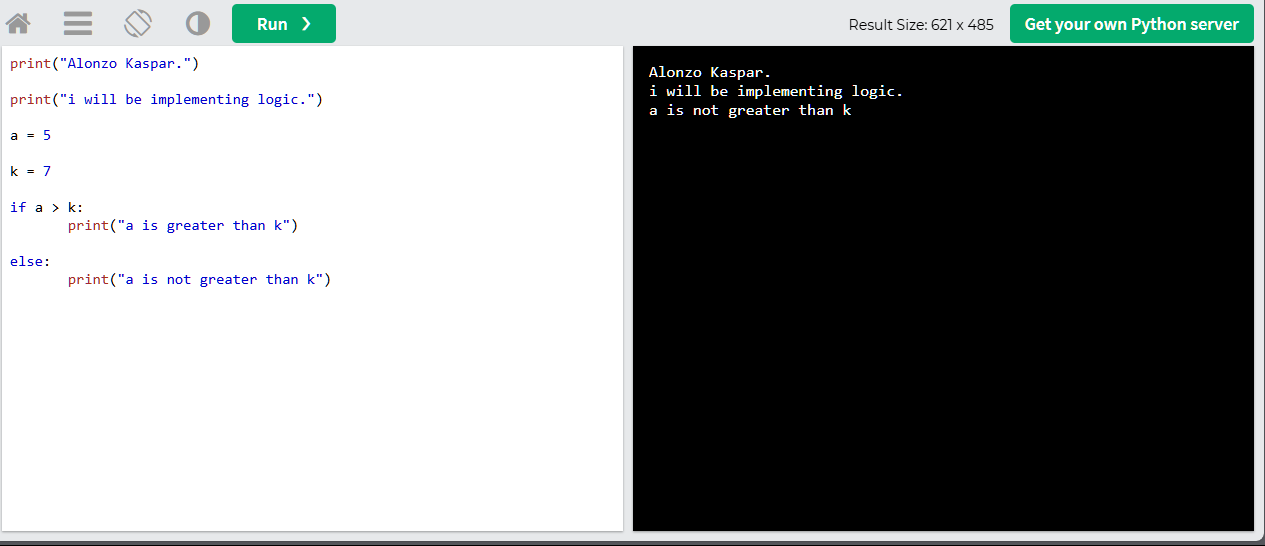 Run ❯
Result Size: 621 x 485
Get your own Python server
print("Alonzo Kaspar.")
print("i will be implementing logic.")
a = 5
k = 7
if a > k:
print("a is greater than k")
else:
print("a is not greater than k")
Alonzo Kaspar.
i will be implementing logic.
a is not greater than k